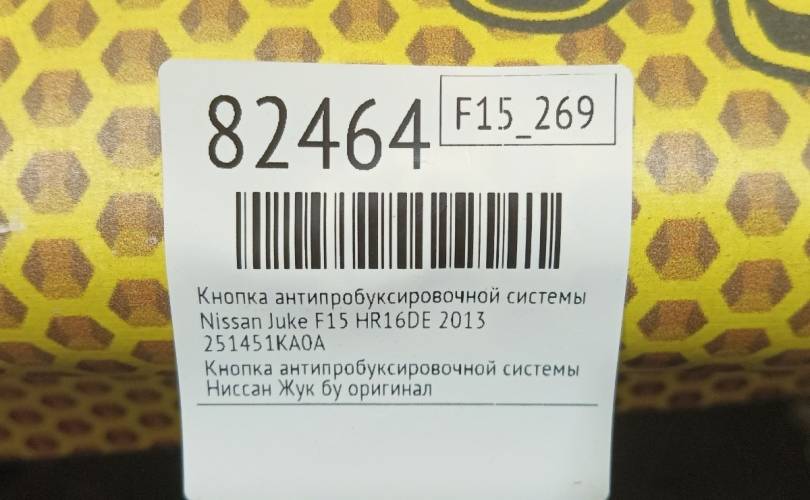 82464
F15_269
Кнопка антипробуксировочной системы
Nissan Juke F15 HR16DE 2013
251451KA0A
Кнопка антипробуксировочной системы
Ниссан Жук бу оригинал